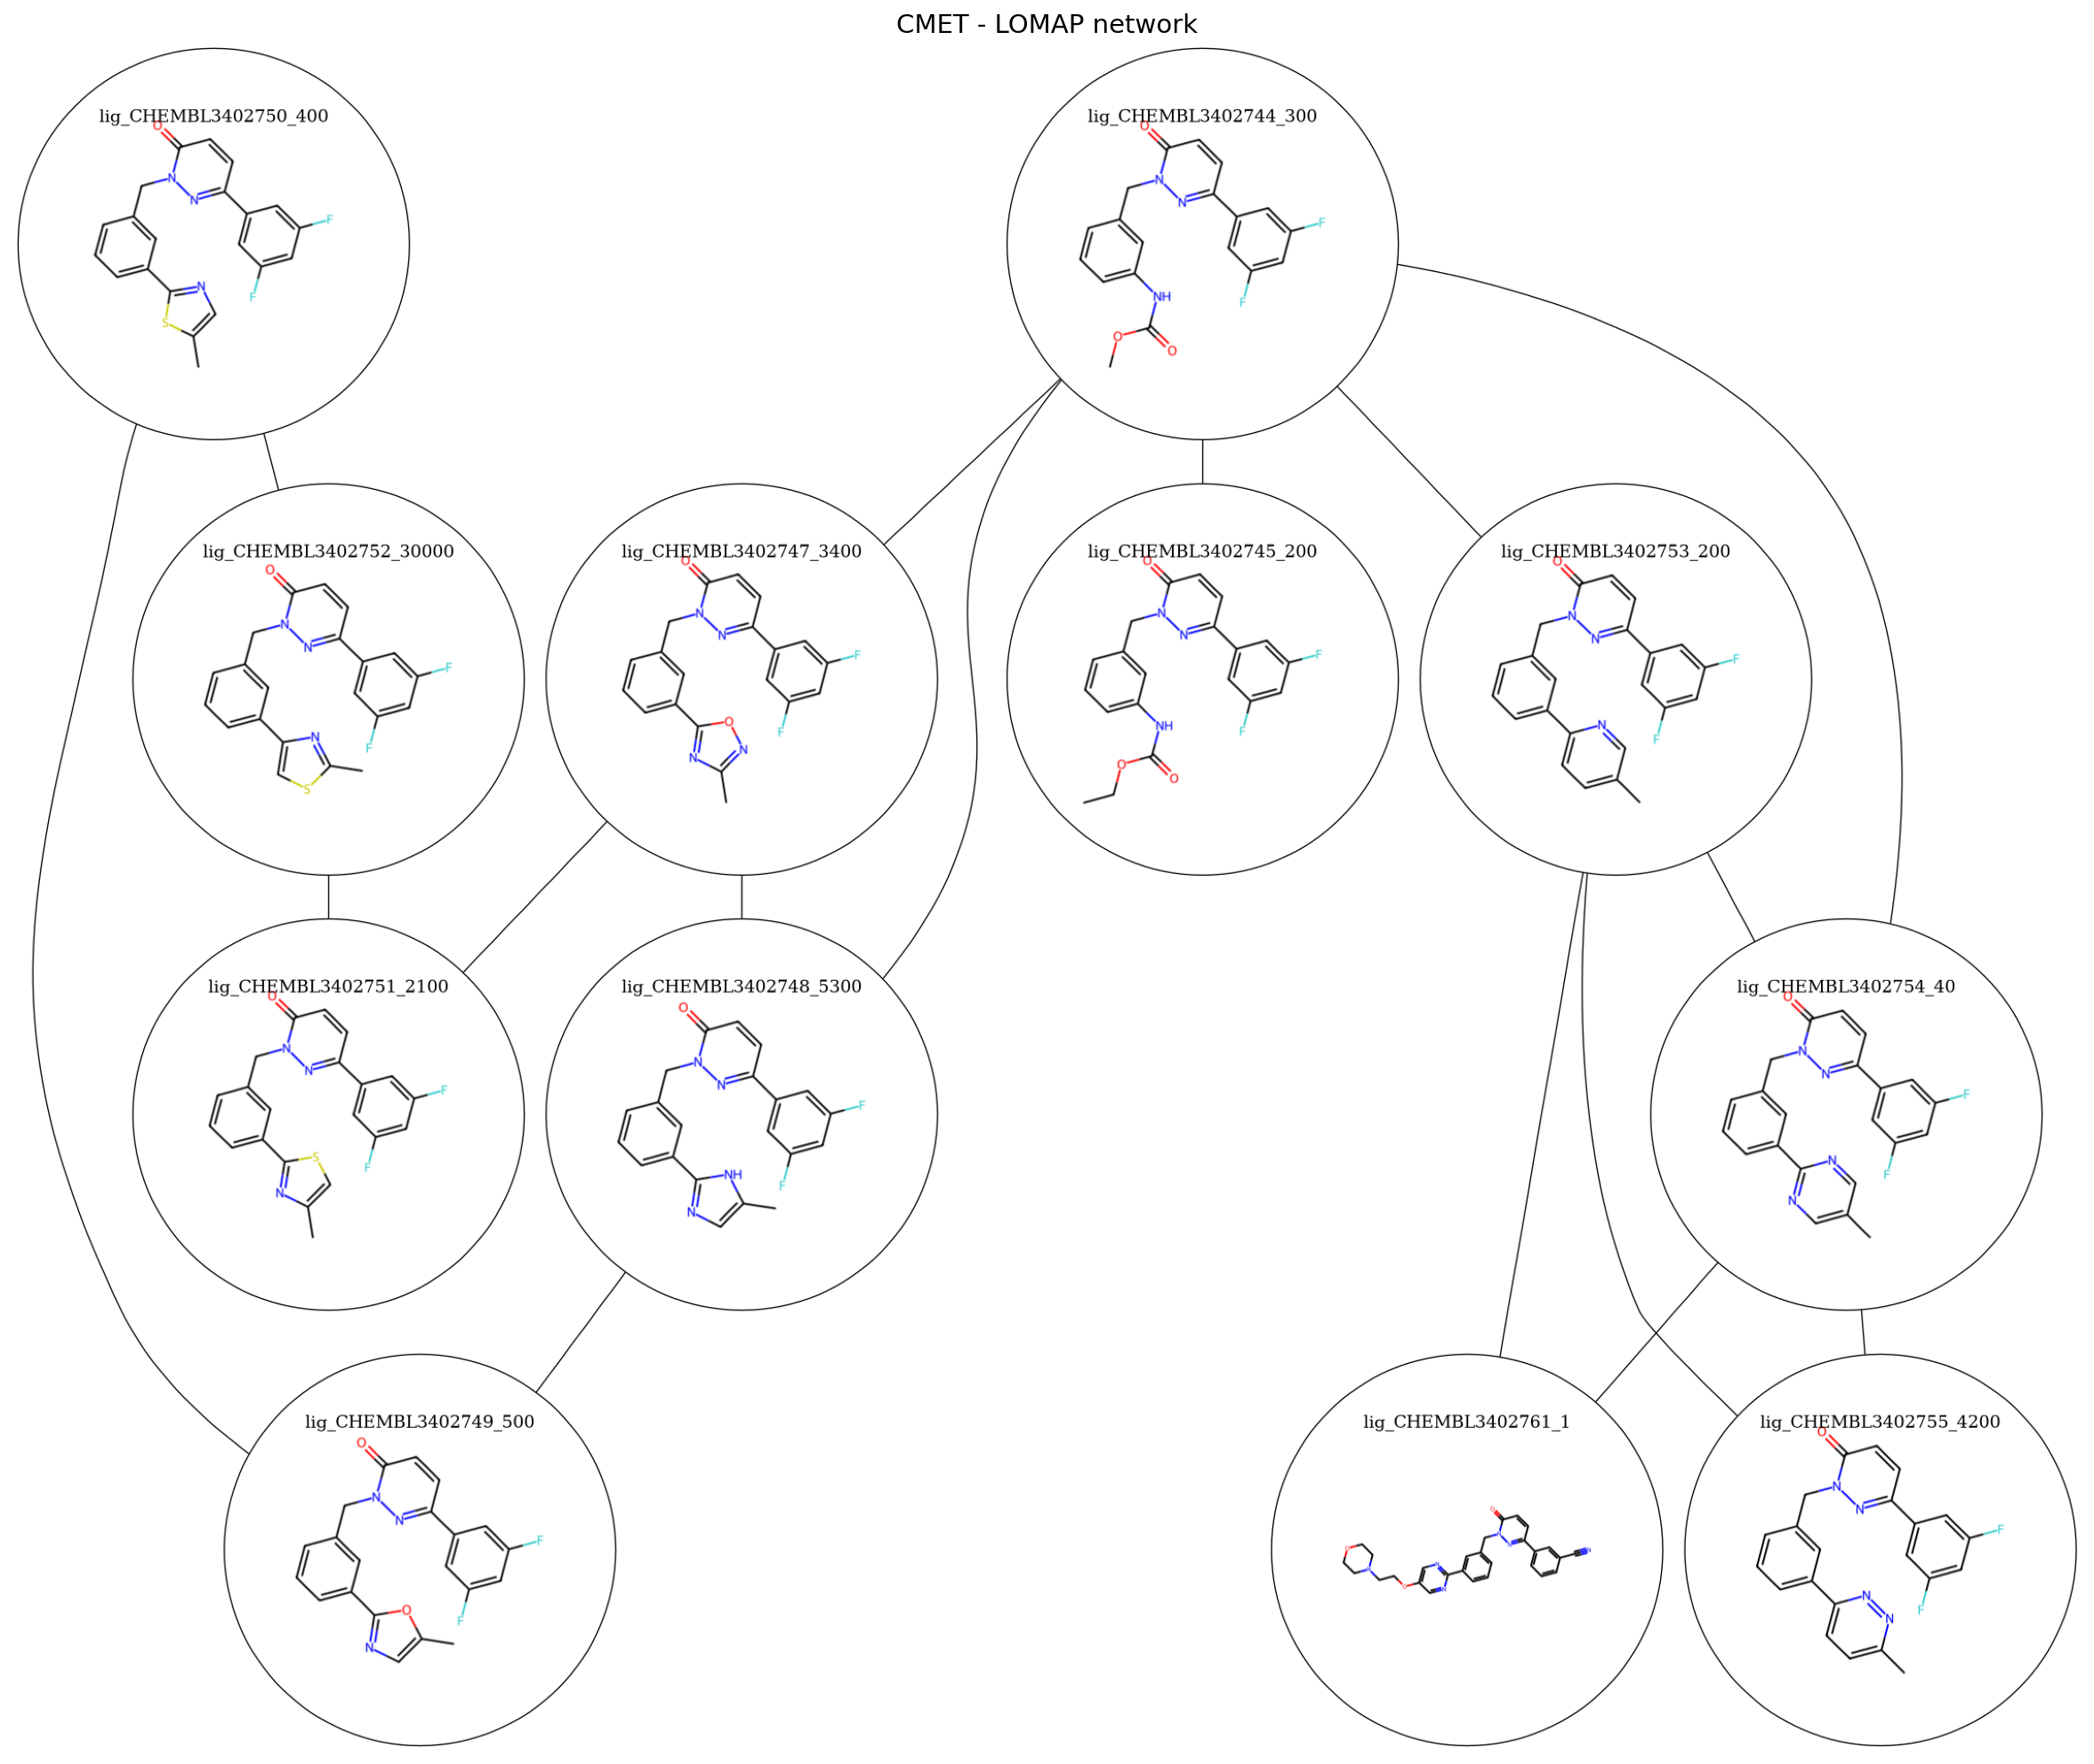 CMET - LOMAP network
lig_CHEMBL3402750_400
O
N
N
F
F
N
S
lig_CHEMBL3402744_300
O
N
N
F
F
NH
O
O
lig_CHEMBL3402752_30000
O
N
N
F
F
N
S
lig_CHEMBL3402747_3400
O
N
N
F
F
O
N
N
lig_CHEMBL3402745_200
O
N
N
F
F
NH
O
O
lig_CHEMBL3402753_200
O
N
N
F
F
N
lig_CHEMBL3402751_2100
O
N
N
F
F
S
N
lig_CHEMBL3402748_5300
O
N
N
F
F
NH
N
lig_CHEMBL3402754_40
O
N
N
F
F
N
N
lig_CHEMBL3402749_500
O
N
N
F
F
O
N
lig_CHEMBL3402761_1
O
N
N
N
O
N
N
O
N
lig_CHEMBL3402755_4200
O
N
N
F
F
N
N